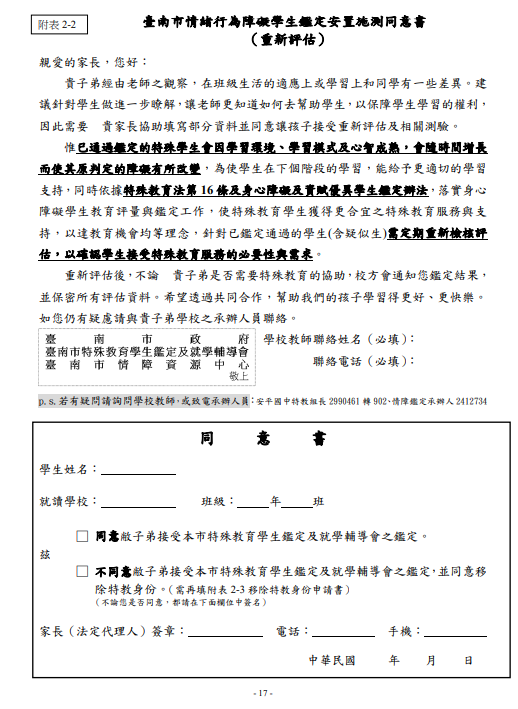 附表 2-2
臺南市情緒行為障礙學生鑑定安置施測同意書
(重新評估)
親愛的家長，您好：
貴子弟經由老師之觀察，在班級生活的適應上或學習上和同學有一些差異。建
議針對學生做進一步瞭解，讓老師更知道如何去幫助學生，以保障學生學習的權利，
因此需要　貴家長協助填寫部分資料並同意讓孩子接受重新評估及相關測驗。
惟已通過鑑定的特殊學生會因學習環境、學習模式及心智成熟，會隨時間增長
而使其原判定的障礙有所改變，為使學生在下個階段的學習，能給予更適切的學習
支持，同時依據特殊教育法第 16 條及身心障礙及資賦優異學生鑑定辦法，落實身心
障礙學生教育評量與鑑定工作，使特殊教育學生獲得更合宜之特殊教育服務與支
持，以達教育機會均等理念，針對已鑑定通過的學生(含疑似生)需定期重新檢核評
估，以確認學生接受特殊教育服務的必要性與需求。
重新評估後，不論　貴子弟是否需要特殊教育的協助，校方會通知您鑑定結果，
並保密所有評估資料。希望透過共同合作，幫助我們的孩子學習得更好、更快樂。
如您仍有疑慮請與貴子弟學校之承辦人員聯絡。
臺南市政府
臺南市特殊教育學生鑑定及就學輔導會
臺南市情障資源中心
敬上
學校教師聯絡姓名（必填）：
聯絡電話（必填）：
p.s.若有疑問請詢問學校教師，或致電承辦人員：安平國中特教組長 2990461 轉 902、情障鑑定承辦人 2412734
同　意　書
學生姓名：
就讀學校：　班級：　年　班
茲
□ 同意敝子弟接受本市特殊教育學生鑑定及就學輔導會之鑑定。
□ 不同意敝子弟接受本市特殊教育學生鑑定及就學輔導會之鑑定，並同意移
除特教身份。(需再填附表 2-3 移除特教身份申請書)
(不論您是否同意，都請在下面欄位中簽名)
家長（法定代理人）簽章：　電話：　手機：
中華民國　年　月　日
- 17 -